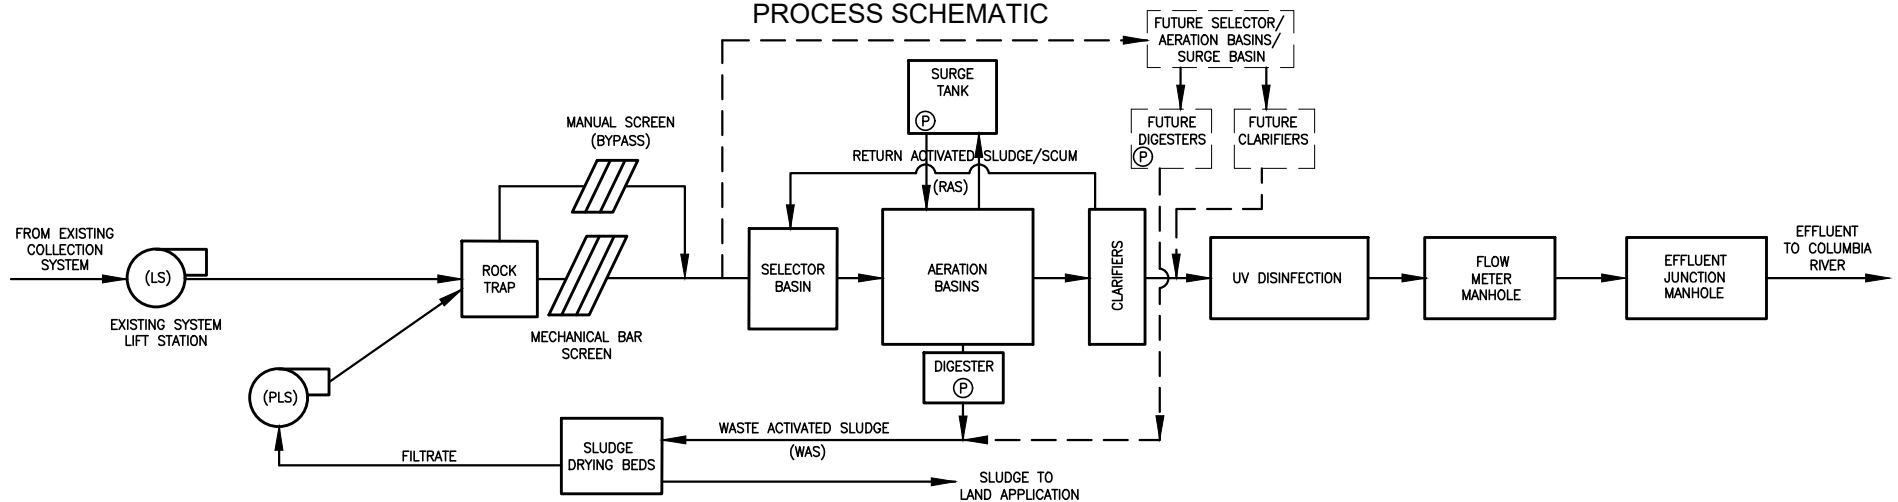 PROCESS SCHEMATIC
FUTURE SELECTOR/
AERATION BASINS/
SURGE BASIN
SURGE
TANK
P
FUTURE
DIGESTERS
P
FUTURE
CLARIFIERS
MANUAL SCREEN
(BYPASS)
RETURN ACTIVATED SLUDGE/SCUM
(RAS)
FROM EXISTING
COLLECTION
SYSTEM
(LS)
EXISTING SYSTEM
LIFT STATION
ROCK
TRAP
MECHANICAL BAR
SCREEN
SELECTOR
BASIN
AERATION
BASINS
CLARIFIERS
UV DISINFECTION
FLOW
METER
MANHOLE
EFFLUENT
JUNCTION
MANHOLE
EFFLUENT
TO COLUMBIA
RIVER
DIGESTER
P
(PLS)
WASTE ACTIVATED SLUDGE
(WAS)
FILTRATE
SLUDGE
DRYING BEDS
SLUDGE TO
LAND APPLICATION